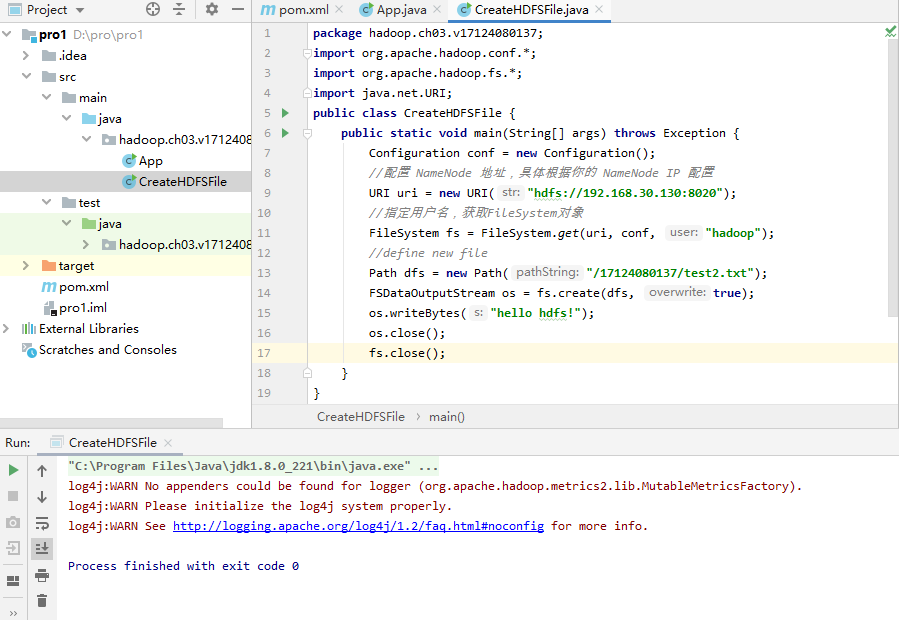 Project
pom.xml
App.java
CreateHDFSFile.java
pro1 D:\pro\pro1
.idea
src
main
java
hadoop.ch03.v1712408
App
CreateHDFSFile
test
java
hadoop.ch03.v1712408
target
pom.xml
pro1.iml
External Libraries
Scratches and Consoles
1 package hadoop.ch03.v17124080137;
2 import org.apache.hadoop.conf.*;
3 import org.apache.hadoop.fs.*;
4 import java.net.URI;
5 public class CreateHDFSFile {
6 public static void main(String[] args) throws Exception {
7 Configuration conf = new Configuration();
8 //配置 NameNode 地址，具体根据你的 NameNode IP 配置
9 URI uri = new URI( str: "hdfs://192.168.30.130:8020");
10 //指定用户名，获取FileSystem对象
11 FileSystem fs = FileSystem.get(uri, conf, user: "hadoop");
12 //define new file
13 Path dfs = new Path( pathString: "/17124080137/test2.txt");
14 FSDataOutputStream os = fs.create(dfs, overwrite: true);
15 os.writeBytes( s: "hello hdfs!");
16 os.close();
17 fs.close();
18 }
19 }
CreateHDFSFile › main()
Run: CreateHDFSFile
"C:\Program Files\Java\jdk1.8.0_221\bin\java.exe" ...
log4j:WARN No appenders could be found for logger (org.apache.hadoop.metrics2.lib.MutableMetricsFactory).
log4j:WARN Please initialize the log4j system properly.
log4j:WARN See http://logging.apache.org/log4j/1.2/faq.html#noconfig for more info.
Process finished with exit code 0